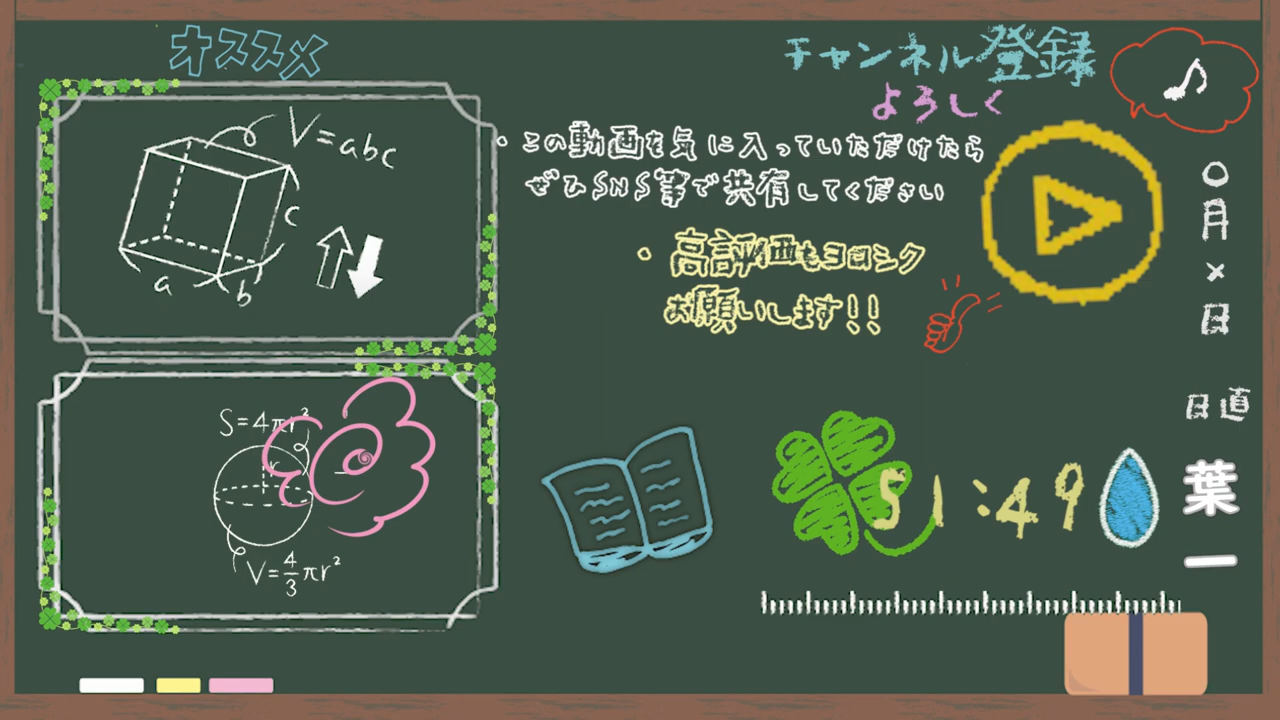 オススメ
V=abc
c
a
b
S=4πr²
r
V=4/3πr²
チャンネル登録
よろしく
・この動画を気に入っていただけたら
ぜひSNS等で共有してください
・高評価もヨロシク
お願いします!!
51:49
♪
○月×日
日直
葉一